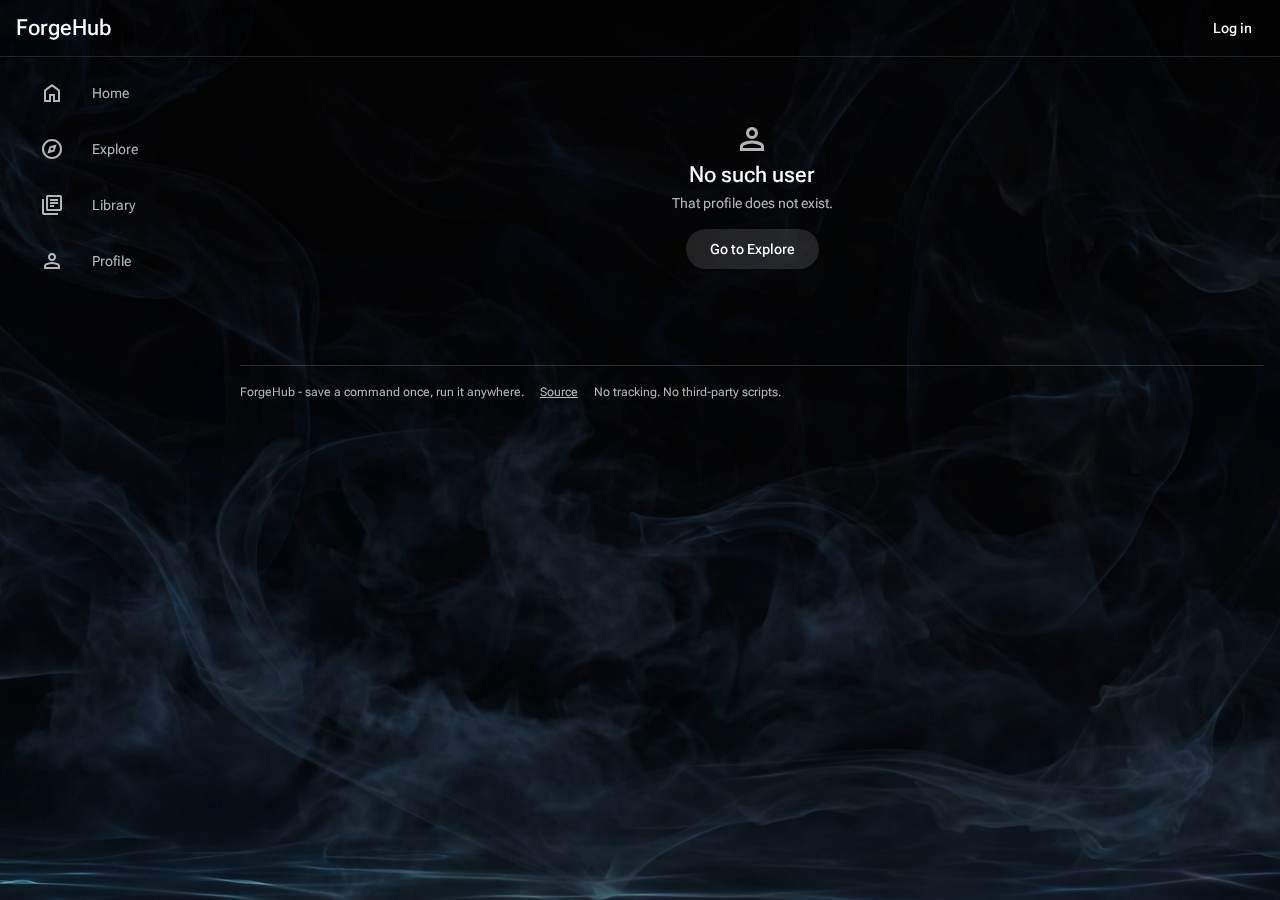 ForgeHub
Log in
Home
Explore
Library
Profile
No such user
That profile does not exist.
Go to Explore
ForgeHub - save a command once, run it anywhere. Source No tracking. No third-party scripts.